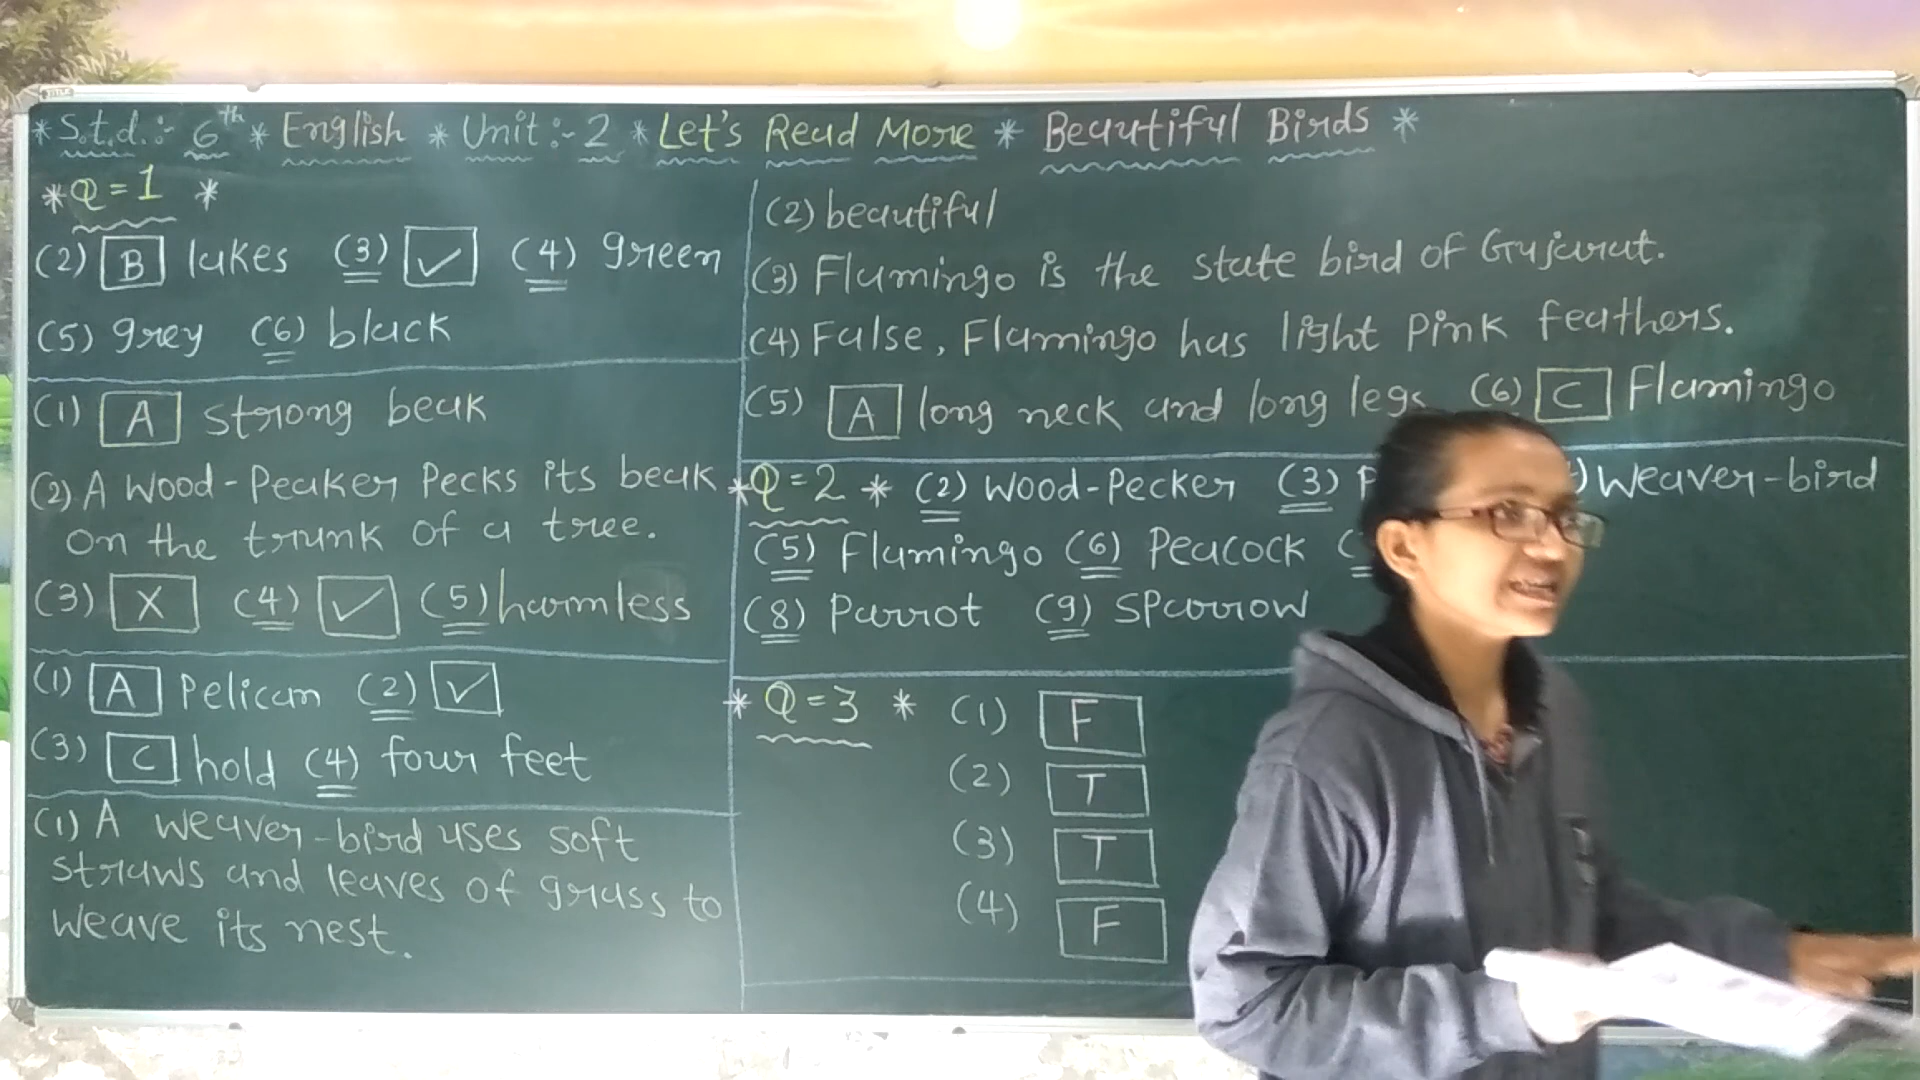 * S.t.d.:- 6th * English * Unit:- 2 * Let's Read More * Beautiful Birds *
* Q = 1 *
(2) B lakes (3) ✓ (4) green
(5) grey (6) black
(1) A strong beak
(2) A Wood-Peaker Pecks its beak
on the trunk of a tree.
(3) X (4) ✓ (5) harmless
(1) A Pelican (2) ✓
(3) C hold (4) four feet
(1) A weaver-bird uses soft
straws and leaves of grass to
weave its nest.
(2) beautiful
(3) Flamingo is the state bird of Gujarat.
(4) False, Flamingo has light Pink feathers.
(5) A long neck and long legs (6) C Flamingo
* Q = 2 * (2) Wood-Pecker (3) P ) Weaver-bird
(5) Flamingo (6) Peacock (
(8) Parrot (9) Sparrow
* Q = 3 * (1) F
(2) T
(3) T
(4) F